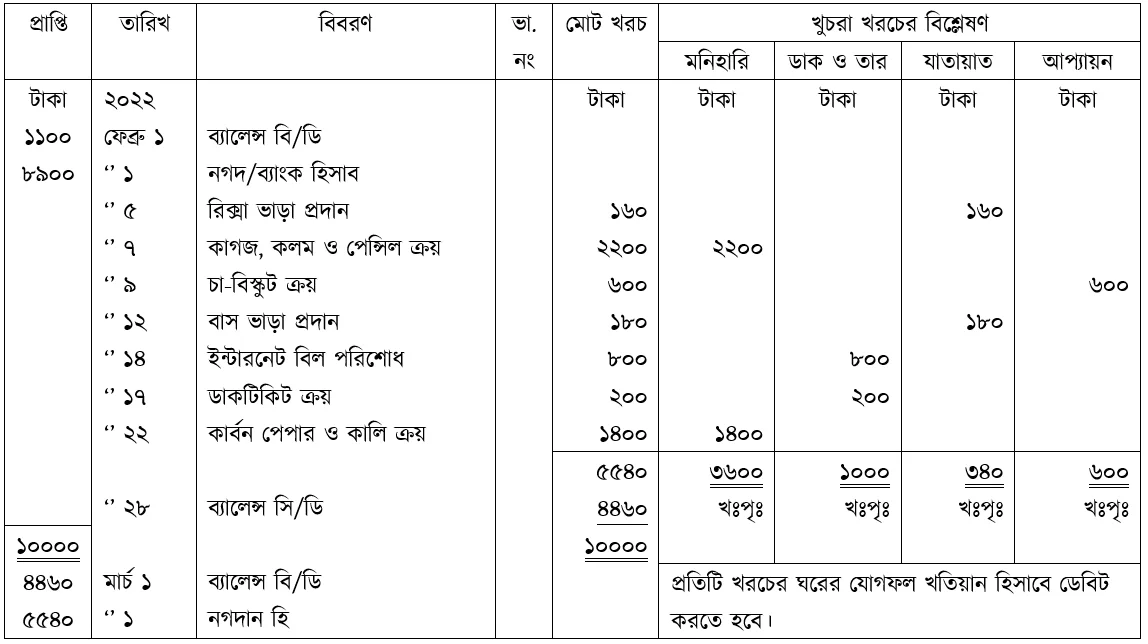 প্রাপ্তি তারিখ বিবরণ ভা. নং মোট খরচ খুচরা খরচের বিশ্লেষণ
মনিহারি ডাক ও তার যাতায়াত আপ্যায়ন
টাকা ২০২২ টাকা টাকা টাকা টাকা টাকা
১১০০ ফেব্রু ১ ব্যালেন্স বি/ডি
৮৯০০ ‘’ ১ নগদ/ব্যাংক হিসাব
‘’ ৫ রিক্সা ভাড়া প্রদান ১৬০ ১৬০
‘’ ৭ কাগজ, কলম ও পেন্সিল ক্রয় ২২০০ ২২০০
‘’ ৯ চা-বিস্কুট ক্রয় ৬০০ ৬০০
‘’ ১২ বাস ভাড়া প্রদান ১৮০ ১৮০
‘’ ১৪ ইন্টারনেট বিল পরিশোধ ৮০০ ৮০০
‘’ ১৭ ডাকটিকিট ক্রয় ২০০ ২০০
‘’ ২২ কার্বন পেপার ও কালি ক্রয় ১৪০০ ১৪০০
৫৫৪০ ৩৬০০ ১০০০ ৩৪০ ৬০০
‘’ ২৮ ব্যালেন্স সি/ডি ৪৪৬০ খঃপৃঃ খঃপৃঃ খঃপৃঃ খঃপৃঃ
১০০০০ ১০০০০
৪৪৬০ মার্চ ১ ব্যালেন্স বি/ডি প্রতিটি খরচের ঘরের যোগফল খতিয়ান হিসাবে ডেবিট
৫৫৪০ ‘’ ১ নগদান হি করতে হবে।